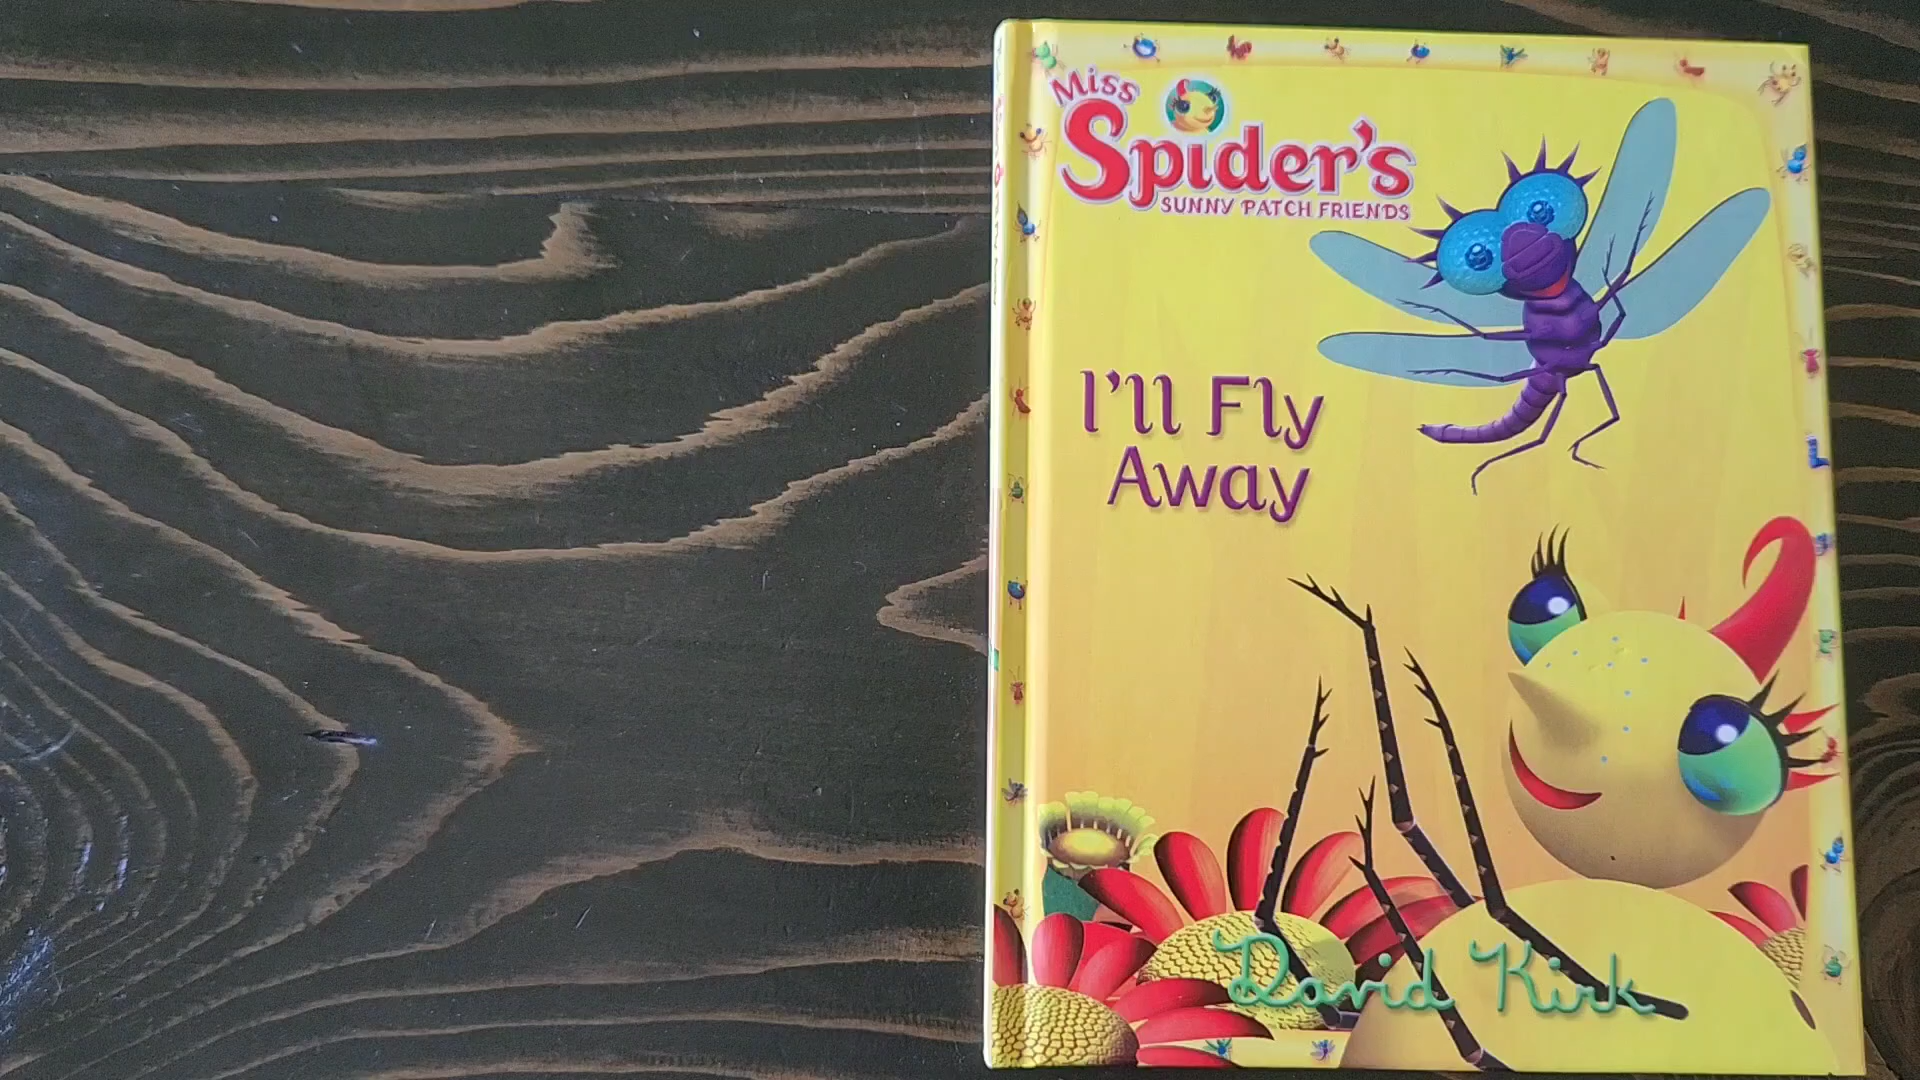 Miss
Spider's
SUNNY PATCH FRIENDS
I'll Fly
Away
David Kirk